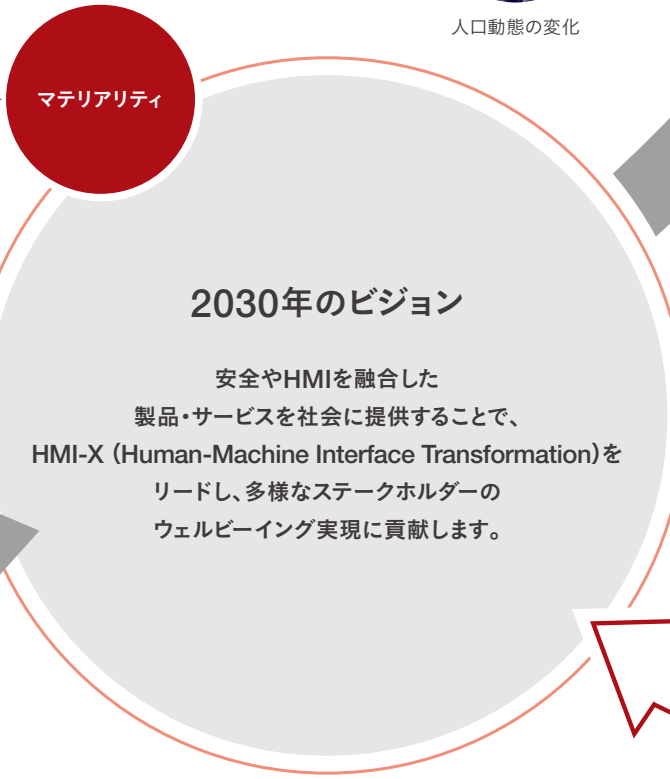 人口動態の変化
マテリアリティ
2030年のビジョン
安全やHMIを融合した
製品・サービスを社会に提供することで、
HMI-X（Human-Machine Interface Transformation）を
リードし、多様なステークホルダーの
ウェルビーイング実現に貢献します。